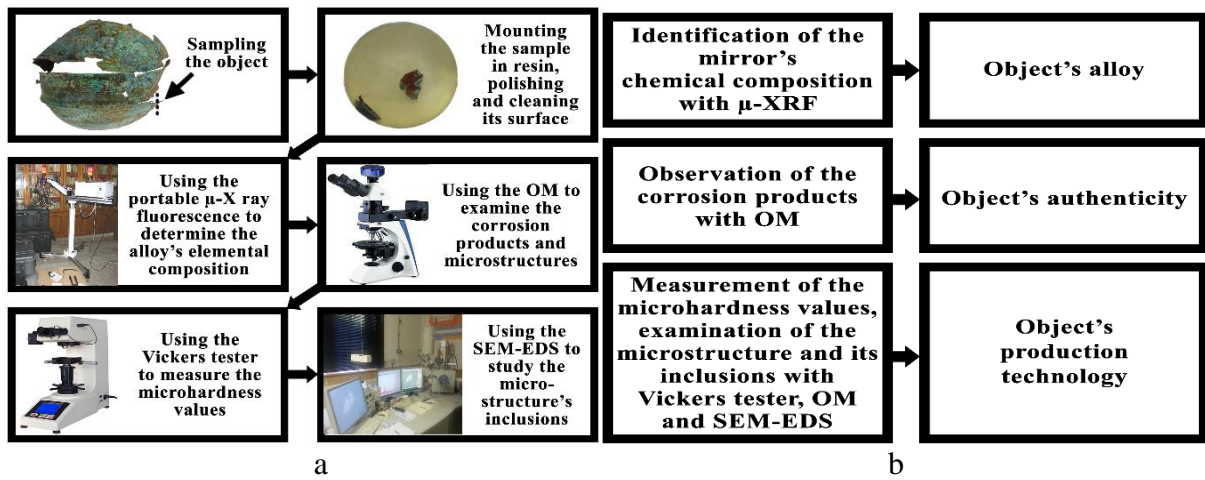 Sampling
the object
Mounting
the sample
in resin,
polishing
and cleaning
its surface
Using the
portable µ-X ray
fluorescence to
determine the
alloy's elemental
composition
Using the OM to
examine the
corrosion
products and
microstructures
Using the
Vickers tester
to measure the
microhardness
values
Using the
SEM-EDS to
study the
micro-
structure's
inclusions
a
Identification of the
mirror's
chemical composition
with µ-XRF
Object's alloy
Observation of the
corrosion products
with OM
Object's authenticity
Measurement of the
microhardness values,
examination of the
microstructure and its
inclusions with
Vickers tester, OM
and SEM-EDS
Object's
production
technology
b